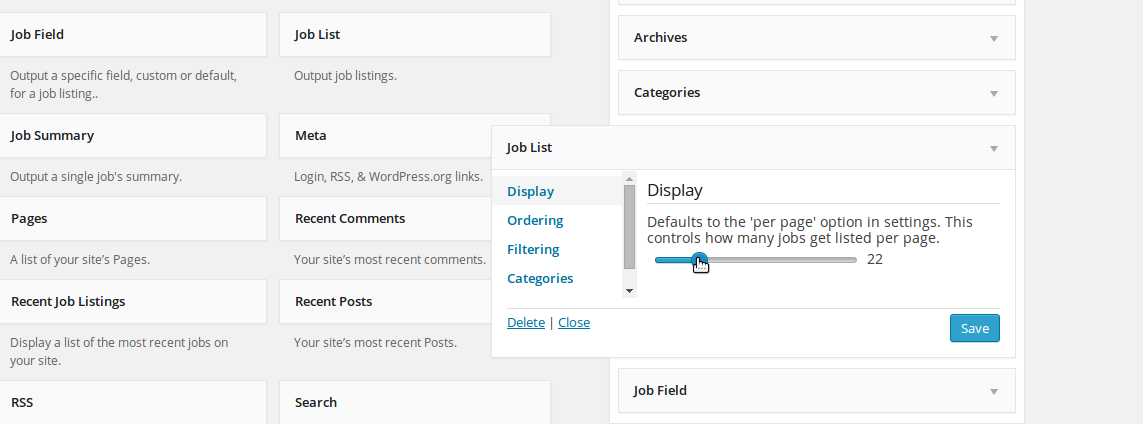 Job Field
Output a specific field, custom or default,
for a job listing..
Job List
Output job listings.
Job Summary
Output a single job's summary.
Meta
Login, RSS, & WordPress.org links.
Pages
A list of your site's Pages.
Recent Comments
Your site's most recent comments.
Recent Job Listings
Display a list of the most recent jobs on
your site.
Recent Posts
Your site's most recent Posts.
RSS
Search
Archives
Categories
Job List
Display
Ordering
Filtering
Categories
Display
Defaults to the 'per page' option in settings. This
controls how many jobs get listed per page.
22
Delete | Close
Save
Job Field